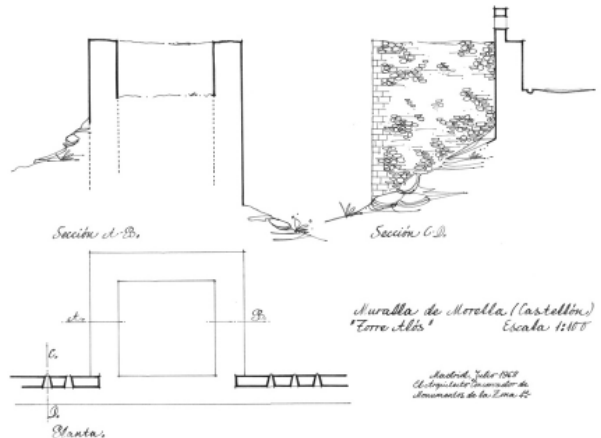 Sección A-B.
Sección C-D.
A.
B.
C.
D.
Planta.
Muralla de Morella (Castellón)
"Torre Alós" Escala 1:100
Madrid, Julio 1968
El Arquitecto Conservador de
Monumentos de la Zona 4ª